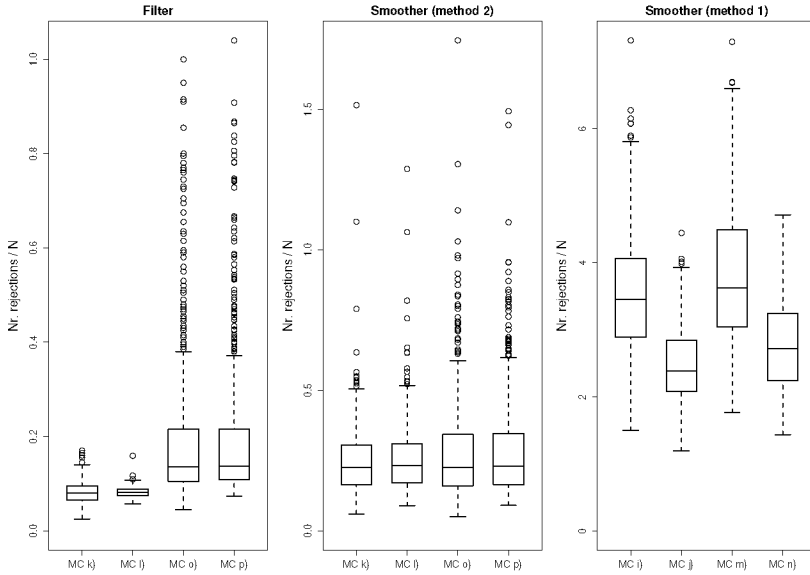 Filter
Nr. rejections / N
0.0
0.2
0.4
0.6
0.8
1.0
MC k)
MC l)
MC o)
MC p)
Smoother (method 2)
Nr. rejections / N
0.0
0.5
1.0
1.5
MC k)
MC l)
MC o)
MC p)
Smoother (method 1)
Nr. rejections / N
0
2
4
6
MC i)
MC j)
MC m)
MC n)